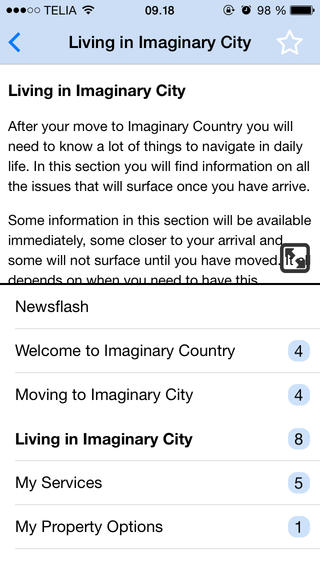 TELIA 09.18 98 %
Living in Imaginary City
Living in Imaginary City
After your move to Imaginary Country you will
need to know a lot of things to navigate in daily
life. In this section you will find information on all
the issues that will surface once you have arrive.
Some information in this section will be available
immediately, some closer to your arrival and
some will not surface until you have moved. It all
depends on when you need to have this
Newsflash
Welcome to Imaginary Country 4
Moving to Imaginary City 4
Living in Imaginary City 8
My Services 5
My Property Options 1